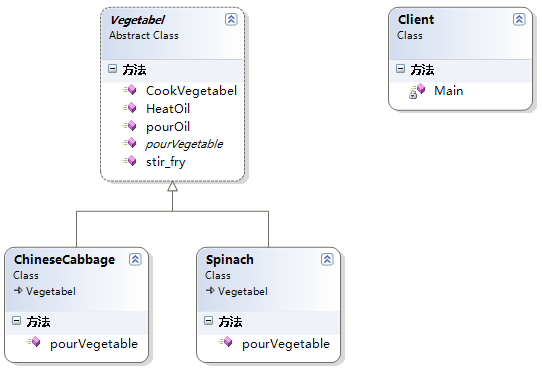 Vegetabel
Abstract Class
方法
CookVegetabel
HeatOil
pourOil
pourVegetable
stir_fry
Client
Class
方法
Main
ChineseCabbage
Class
Vegetabel
方法
pourVegetable
Spinach
Class
Vegetabel
方法
pourVegetable